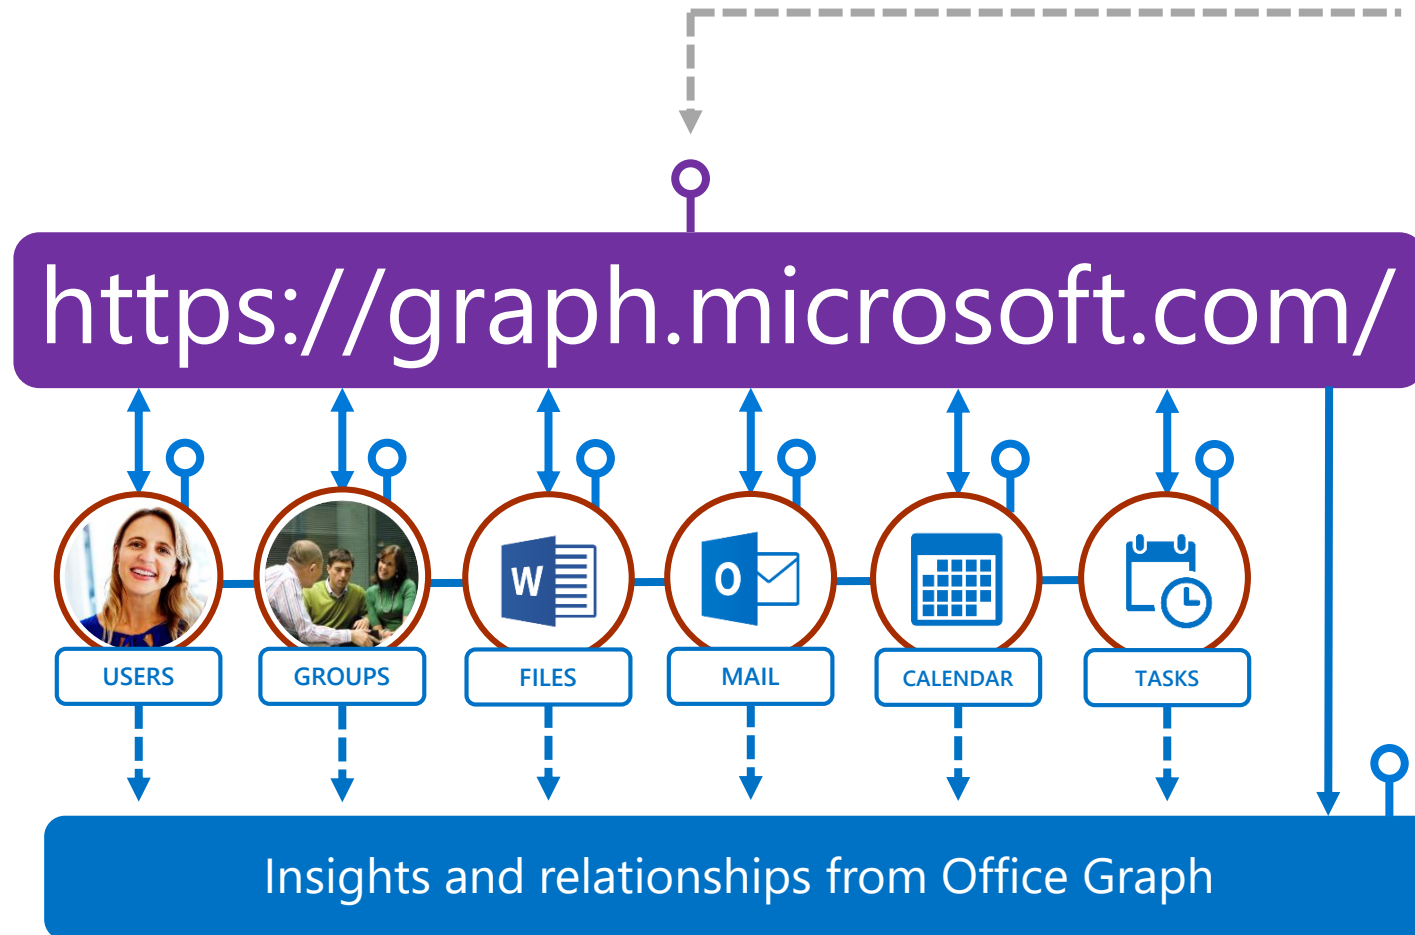 https://graph.microsoft.com/
W
O
USERS
GROUPS
FILES
MAIL
CALENDAR
TASKS
Insights and relationships from Office Graph